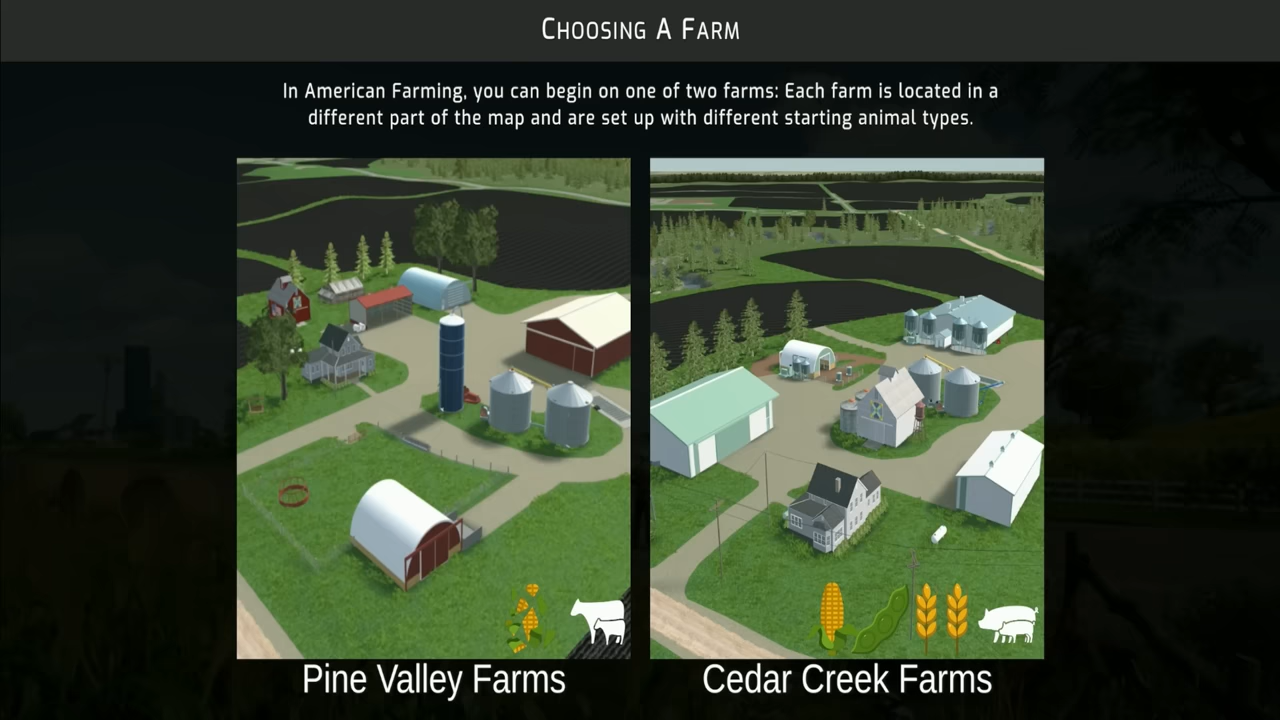 Choosing A Farm
In American Farming, you can begin on one of two farms: Each farm is located in a
different part of the map and are set up with different starting animal types.
Pine Valley Farms
Cedar Creek Farms